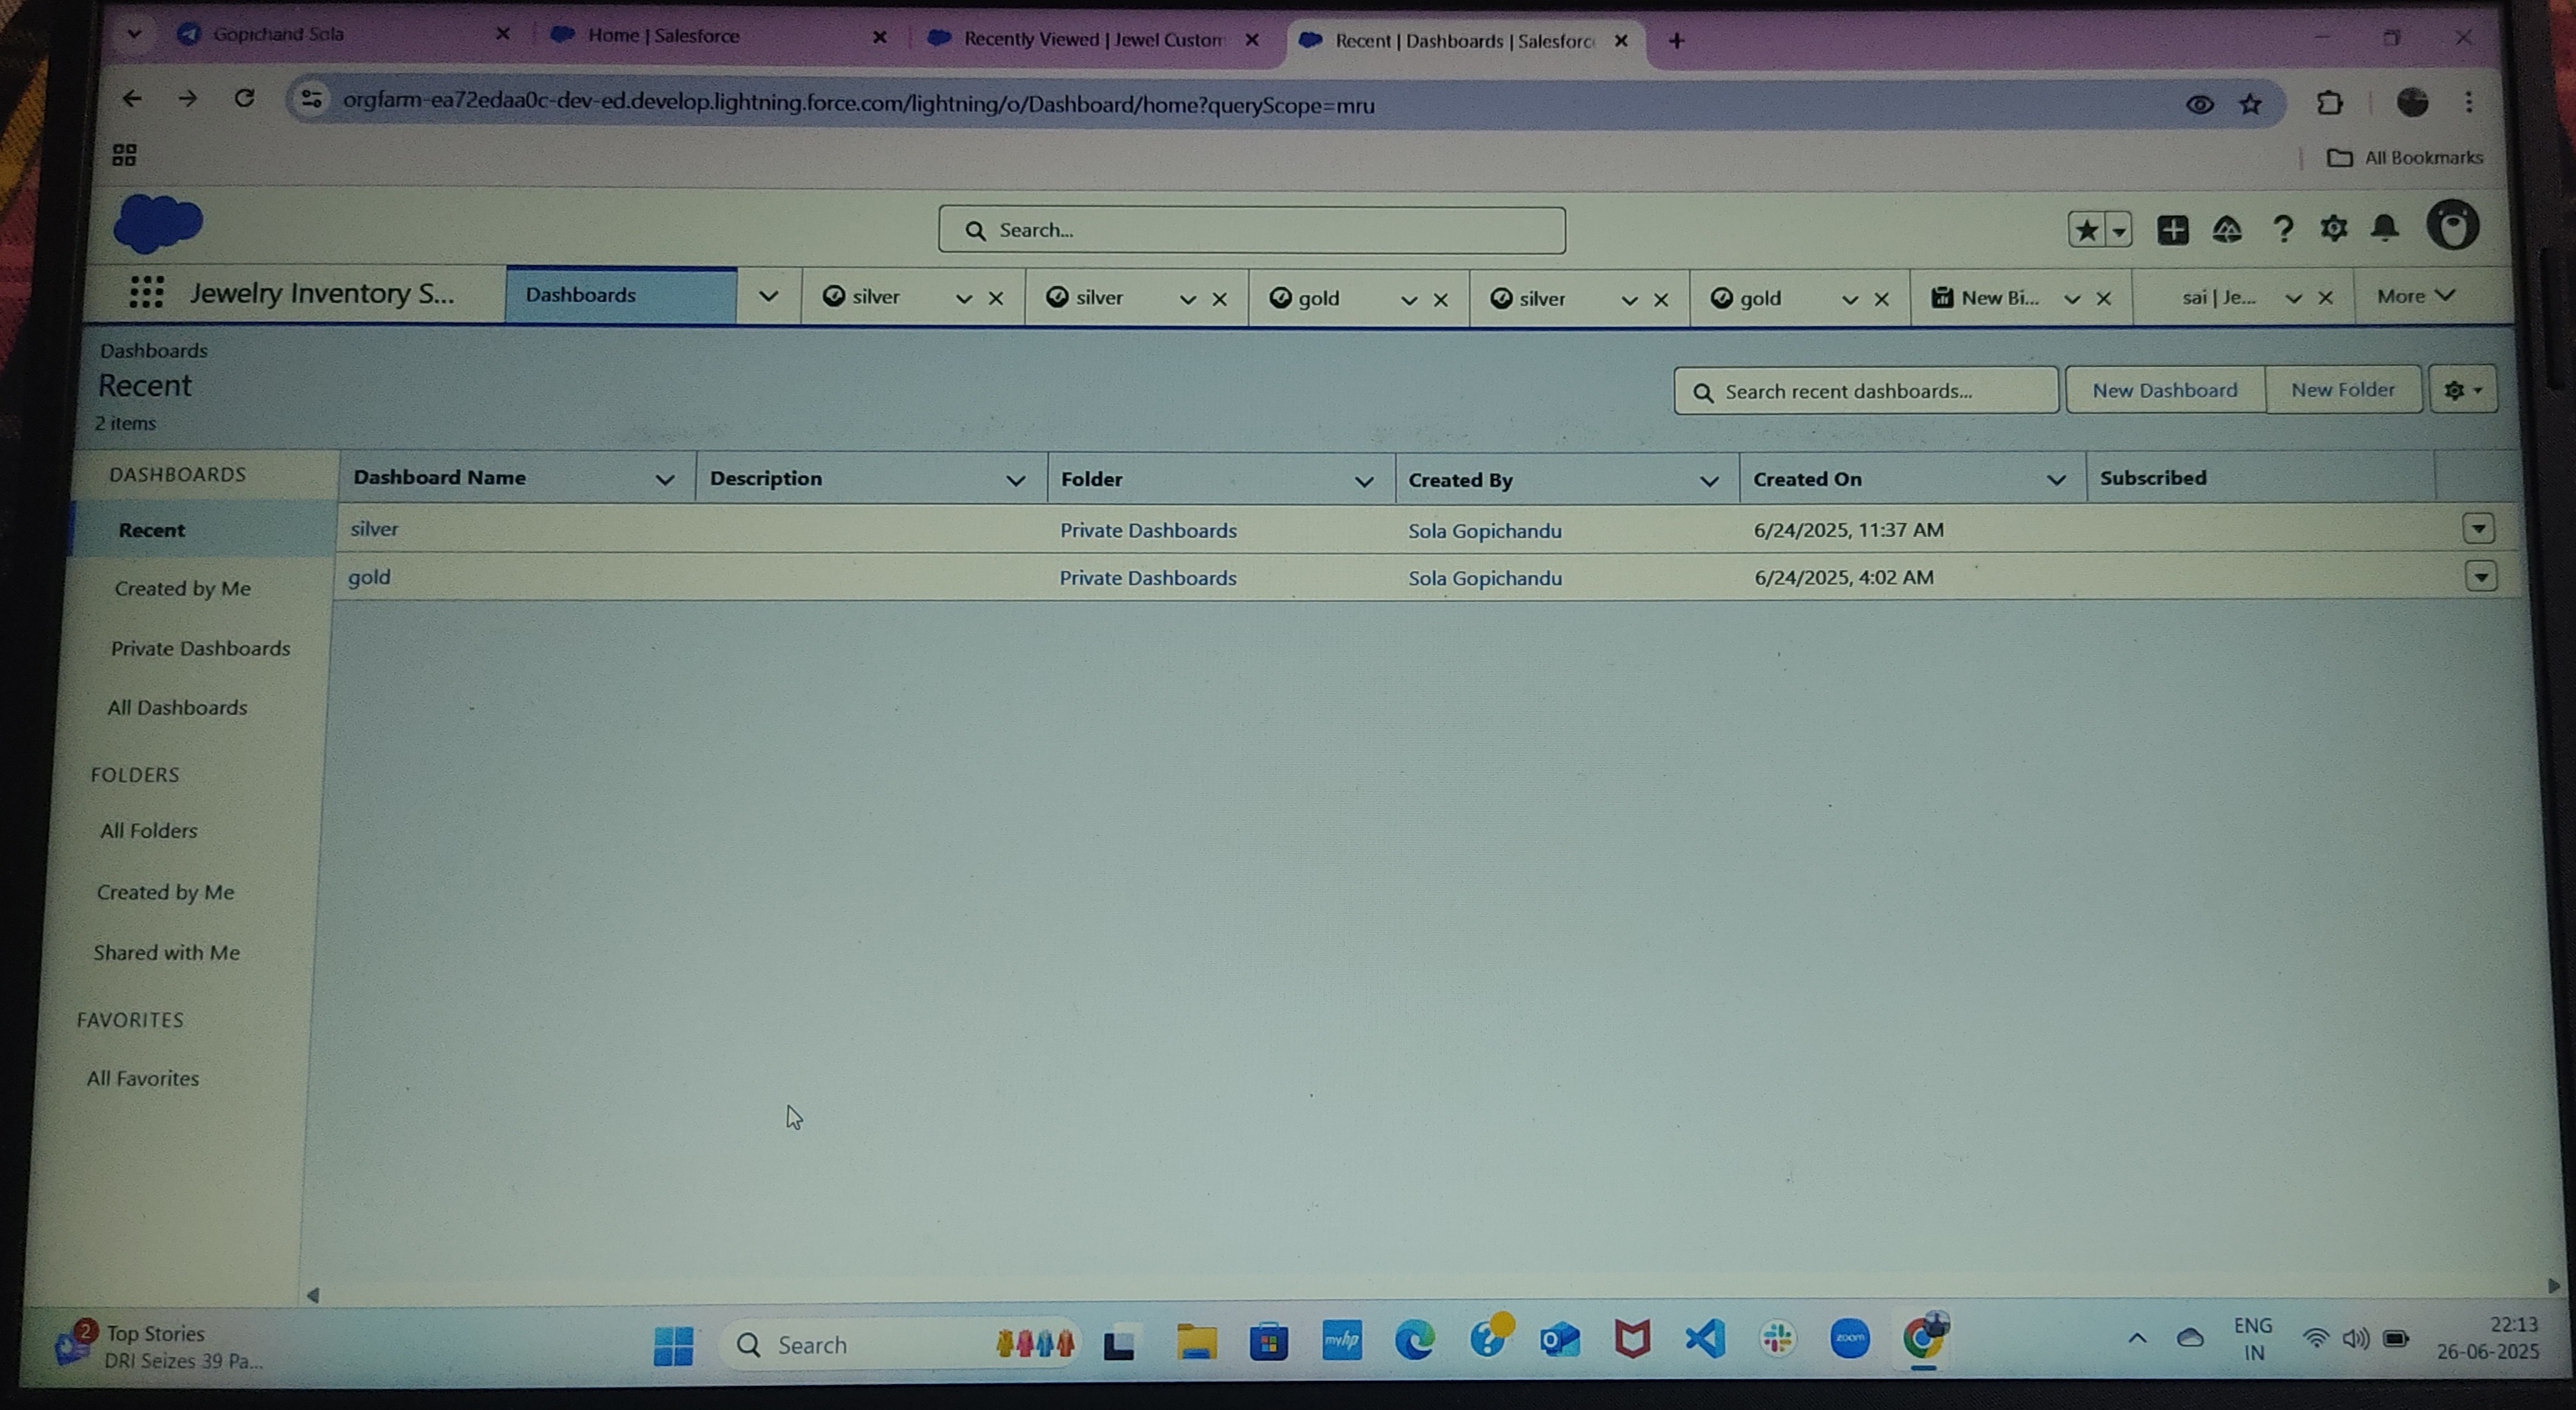 Gopichand Sola
Home | Salesforce
Recently Viewed | Jewel Custom
Recent | Dashboards | Salesforc
orgfarm-ea72edaa0c-dev-ed.develop.lightning.force.com/lightning/o/Dashboard/home?queryScope=mru
All Bookmarks
Search...
Jewelry Inventory S...
Dashboards
silver
silver
gold
silver
gold
New Bi...
sai | Je...
More
Dashboards
Recent
2 items
Search recent dashboards...
New Dashboard
New Folder
DASHBOARDS
Recent
Created by Me
Private Dashboards
All Dashboards
FOLDERS
All Folders
Created by Me
Shared with Me
FAVORITES
All Favorites
Dashboard Name Description Folder Created By Created On Subscribed
silver Private Dashboards Sola Gopichandu 6/24/2025, 11:37 AM
gold Private Dashboards Sola Gopichandu 6/24/2025, 4:02 AM
2
Top Stories
DRI Seizes 39 Pa...
Search
myhp
zoom
ENG
IN
22:13
26-06-2025